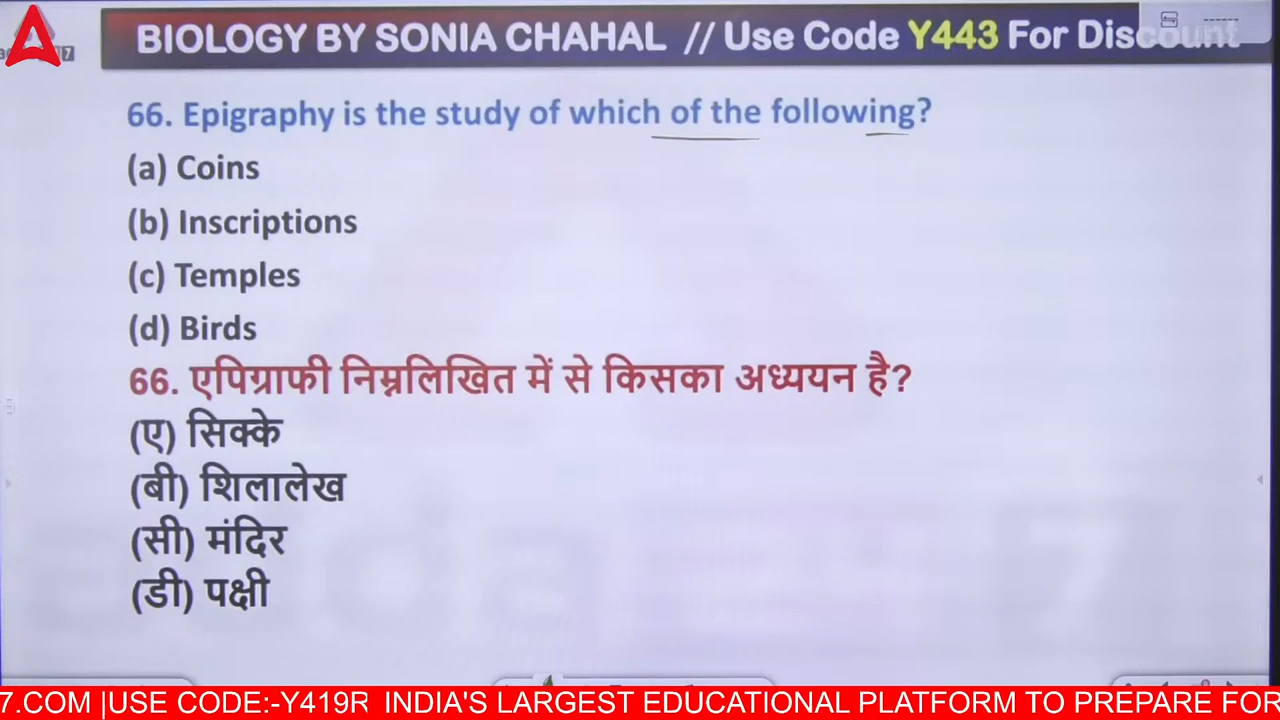 BIOLOGY BY SONIA CHAHAL // Use Code Y443 For Discount
66. Epigraphy is the study of which of the following?
(a) Coins
(b) Inscriptions
(c) Temples
(d) Birds
66. एपिग्राफी निम्नलिखित में से किसका अध्ययन है?
(ए) सिक्के
(बी) शिलालेख
(सी) मंदिर
(डी) पक्षी
7.COM |USE CODE:-Y419R INDIA'S LARGEST EDUCATIONAL PLATFORM TO PREPARE FOR